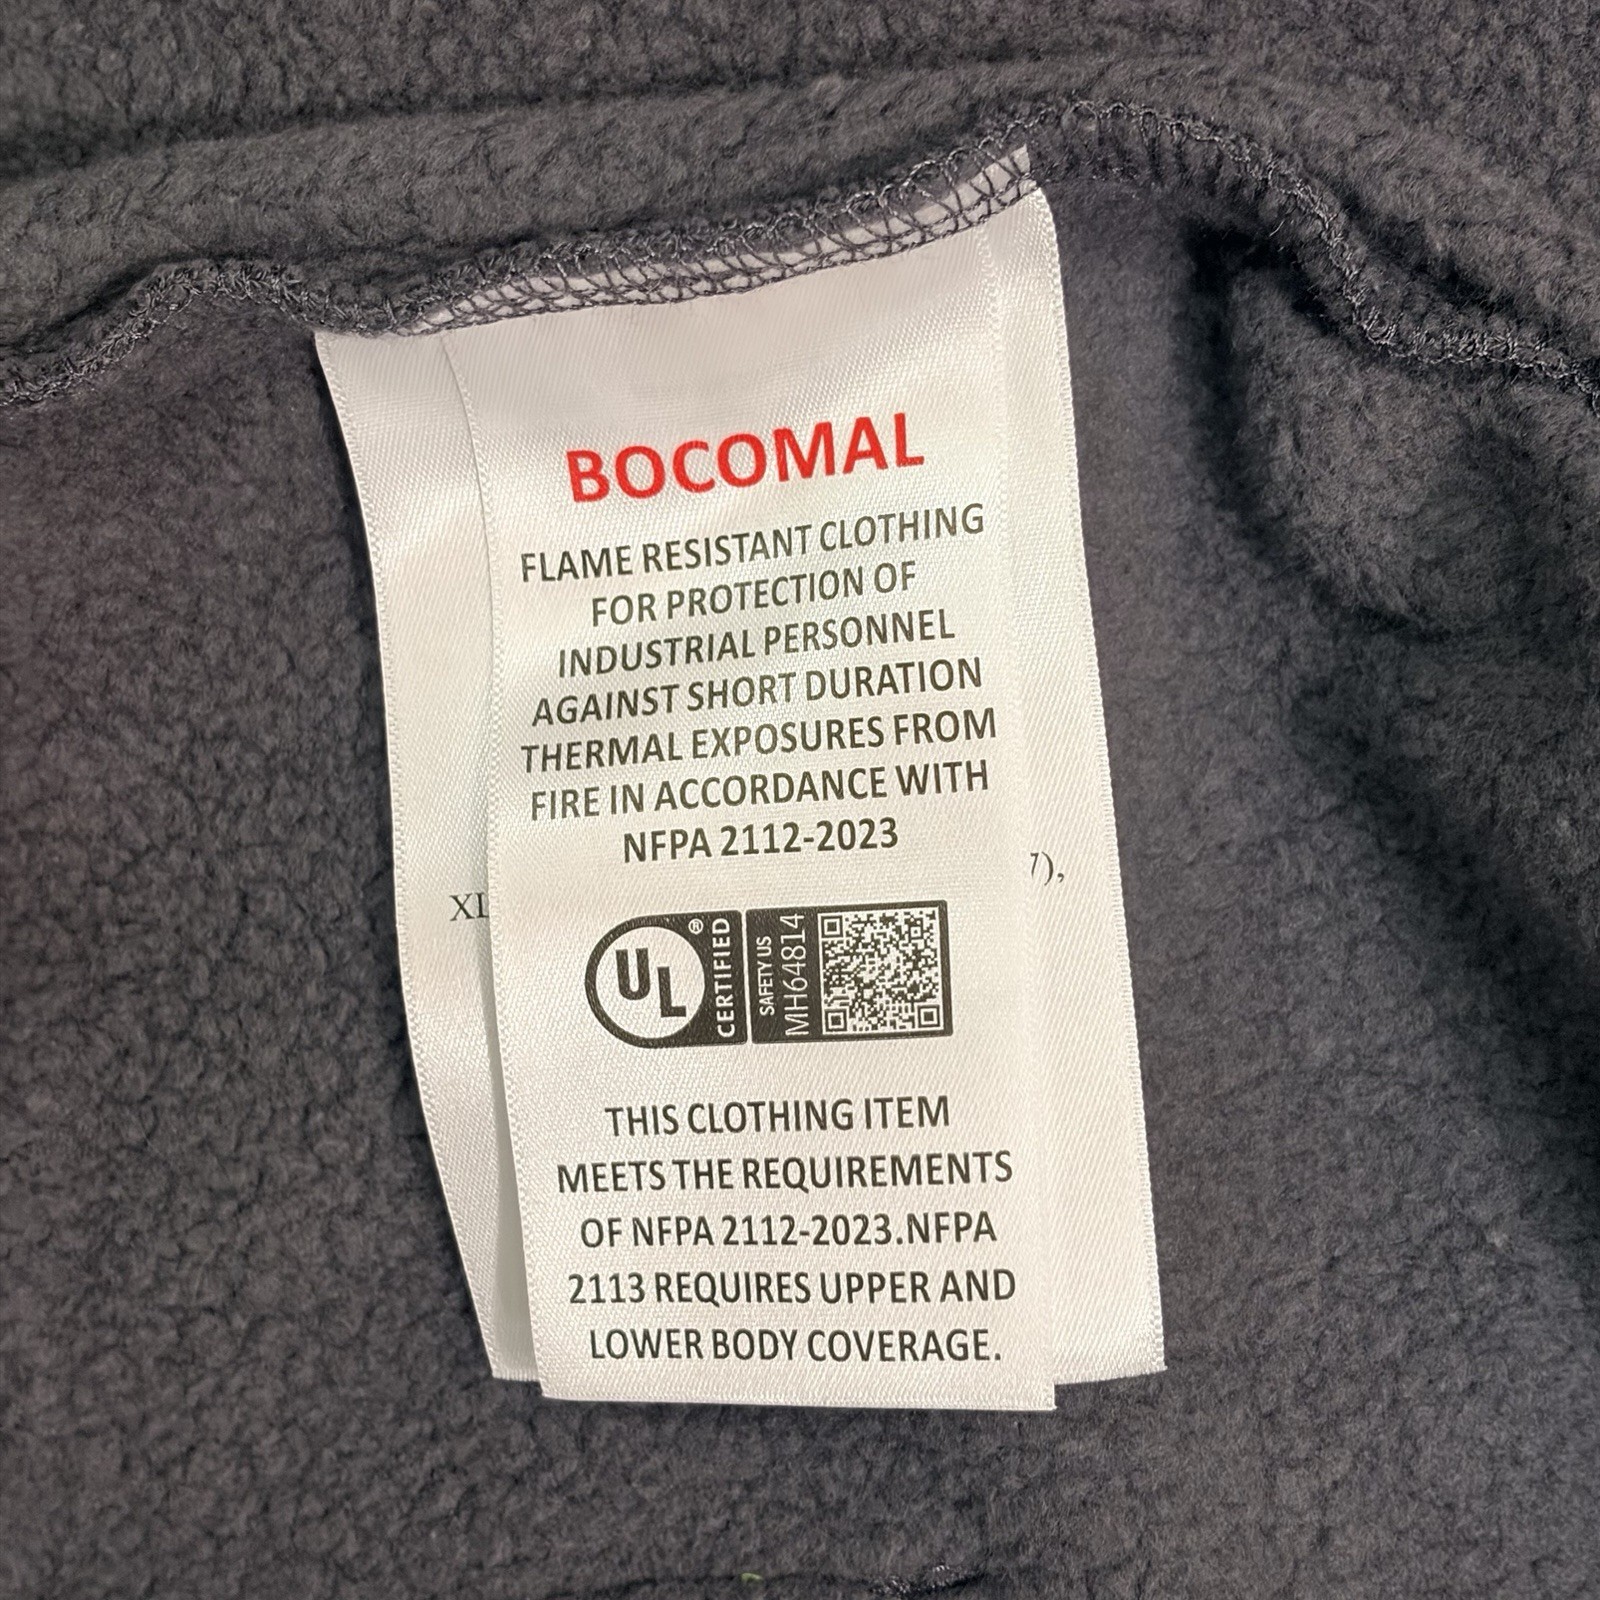 BOCOMAL
FLAME RESISTANT CLOTHING
FOR PROTECTION OF
INDUSTRIAL PERSONNEL
AGAINST SHORT DURATION
THERMAL EXPOSURES FROM
FIRE IN ACCORDANCE WITH
NFPA 2112-2023
XL
7),
UL ®
CERTIFIED
SAFETY US
MH64814
THIS CLOTHING ITEM
MEETS THE REQUIREMENTS
OF NFPA 2112-2023.NFPA
2113 REQUIRES UPPER AND
LOWER BODY COVERAGE.